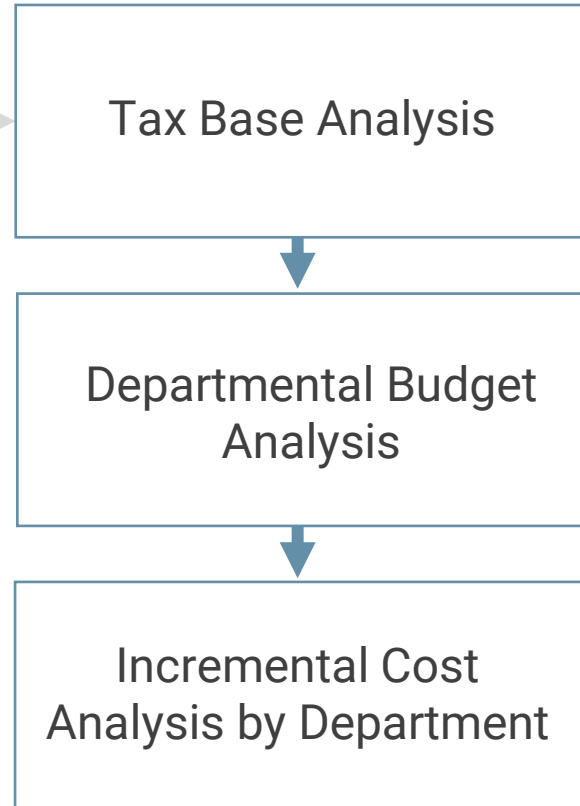 Tax Base Analysis
Departmental Budget
Analysis
Incremental Cost
Analysis by Department